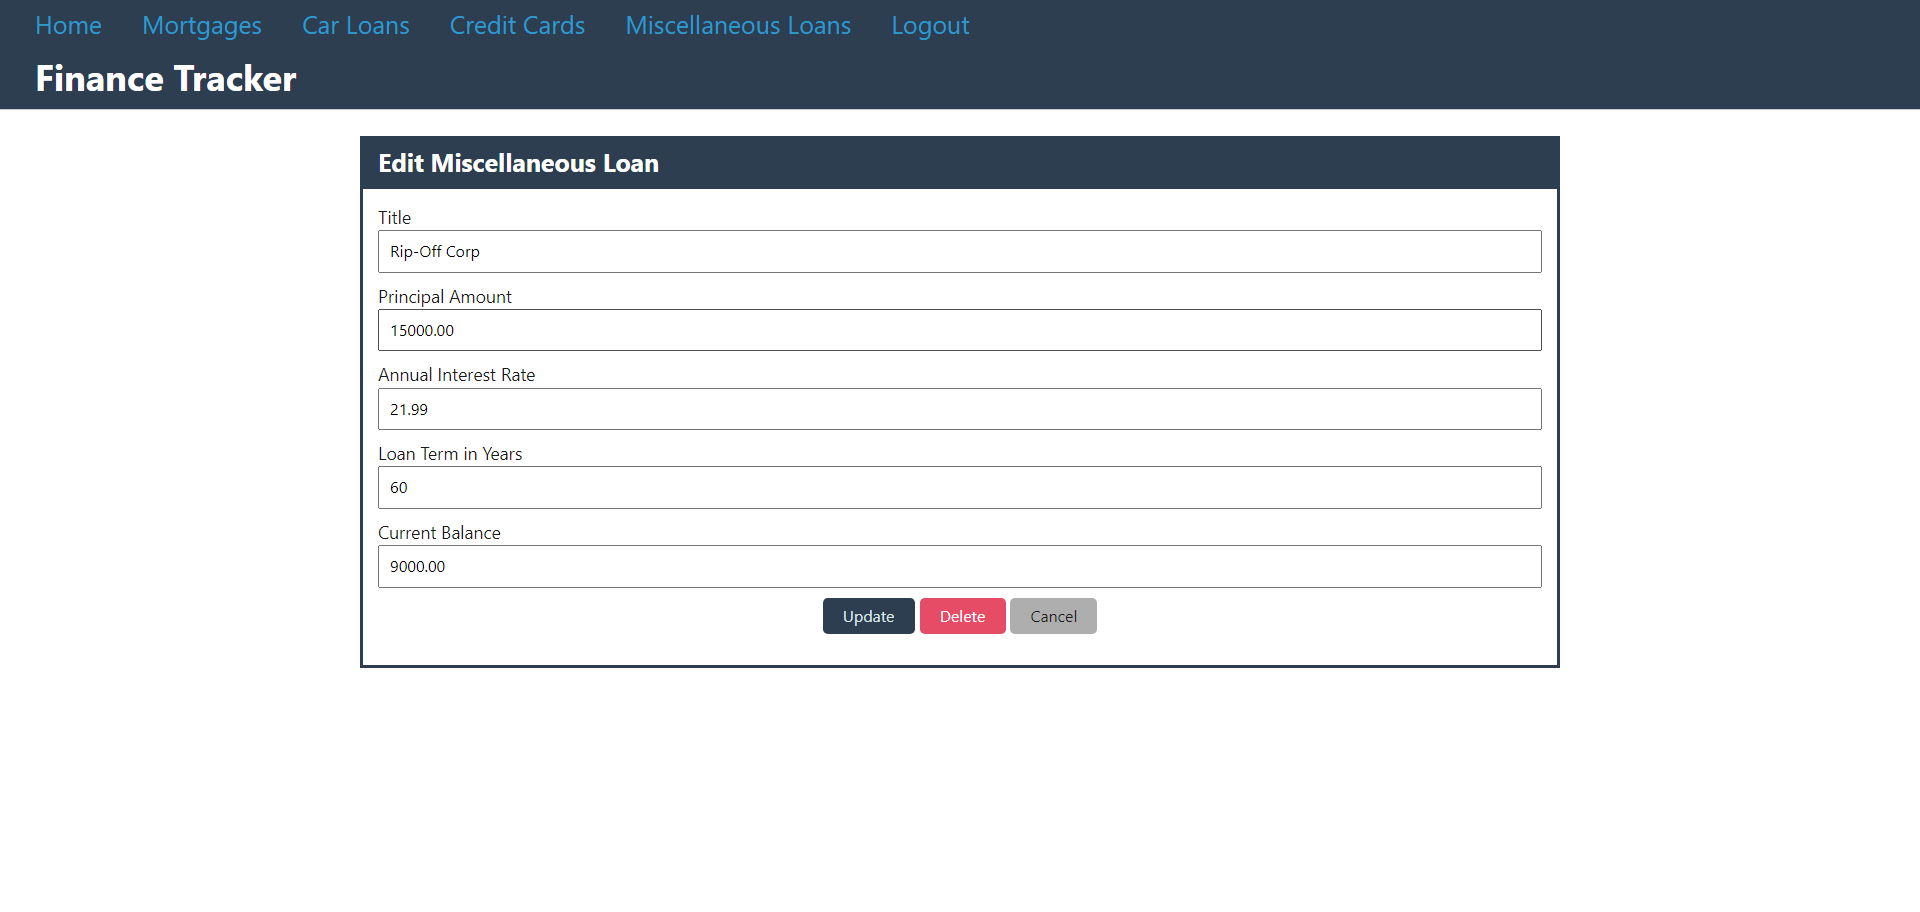 Home Mortgages Car Loans Credit Cards Miscellaneous Loans Logout
Finance Tracker
Edit Miscellaneous Loan
Title
Rip-Off Corp
Principal Amount
15000.00
Annual Interest Rate
21.99
Loan Term in Years
60
Current Balance
9000.00
Update Delete Cancel